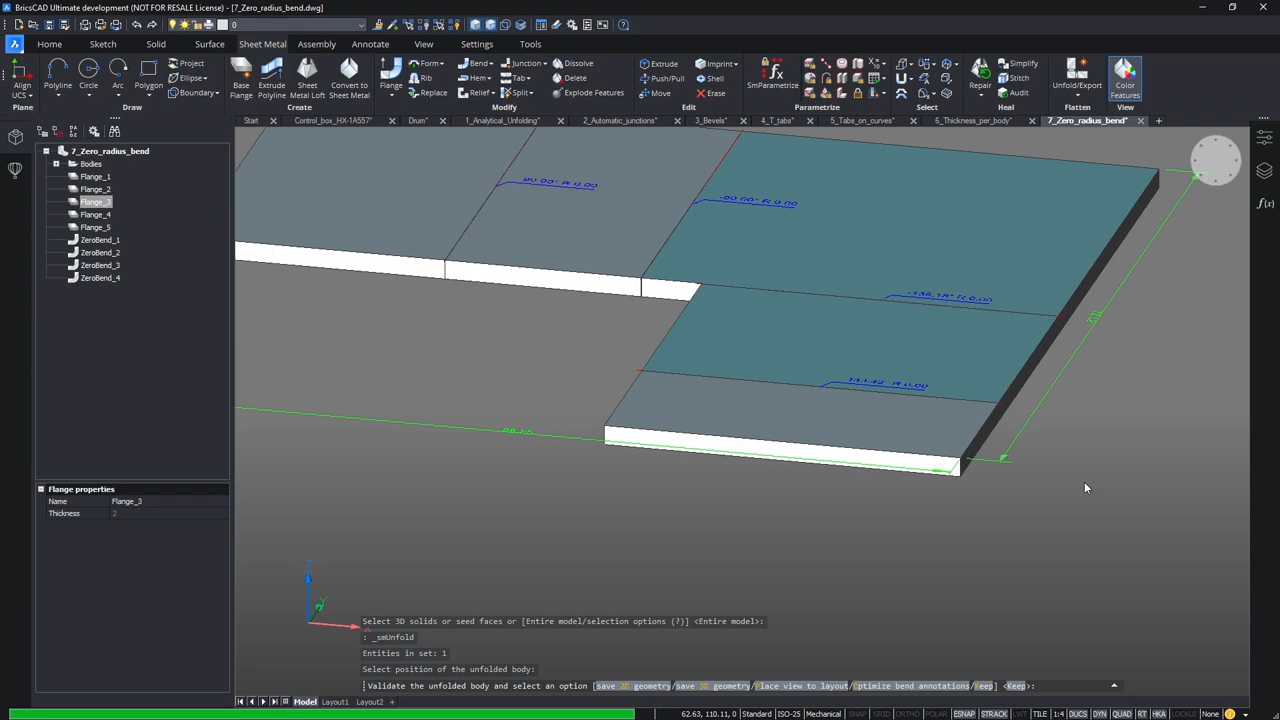 BricsCAD Ultimate development (NOT FOR RESALE License) - [7_Zero_radius_bend.dwg]
0
Home Sketch Solid Surface Sheet Metal Assembly Annotate View Settings Tools
Align UCS
Plane
Polyline
Circle
Arc
Polygon
Project
Ellipse
Boundary
Draw
Base Flange
Extrude Polyline
Sheet Metal Loft
Convert to Sheet Metal
Create
Flange
Form
Rib
Replace
Bend
Hem
Relief
Junction
Tab
Split
Dissolve
Delete
Explode Features
Modify
Extrude
Push/Pull
Move
Imprint
Shell
Erase
Edit
SmParametrize
Parametrize
Select
Repair
Simplify
Stitch
Audit
Heal
Unfold/Export
Flatten
Color Features
View
Start Control_box_HX-1A557* Drum* 1_Analytical_Unfolding* 2_Automatic_junctions* 3_Bevels* 4_T_tabs* 5_Tabs_on_curves* 6_Thickness_per_body* 7_Zero_radius_bend*
7_Zero_radius_bend
Bodies
Flange_1
Flange_2
Flange_3
Flange_4
Flange_5
ZeroBend_1
ZeroBend_2
ZeroBend_3
ZeroBend_4
Flange properties
Name Flange_3
Thickness 2
f(x)
Z
Y
Select 3D solids or seed faces or [Entire model/selection options (?)] <Entire model>:
: _smUnfold
Entities in set: 1
Select position of the unfolded body:
Validate the unfolded body and select an option [save 2D geometry/save 3D geometry/Place view to layout/Optimize bend annotations/Keep] <Keep>:
Model Layout1 Layout2 +
62.63, 110.11, 0 Standard ISO-25 Mechanical SNAP GRID ORTHO POLAR ESNAP STRACK LWT TILE 1:4 DUCS DYN QUAD RT HKA LOCKUI None